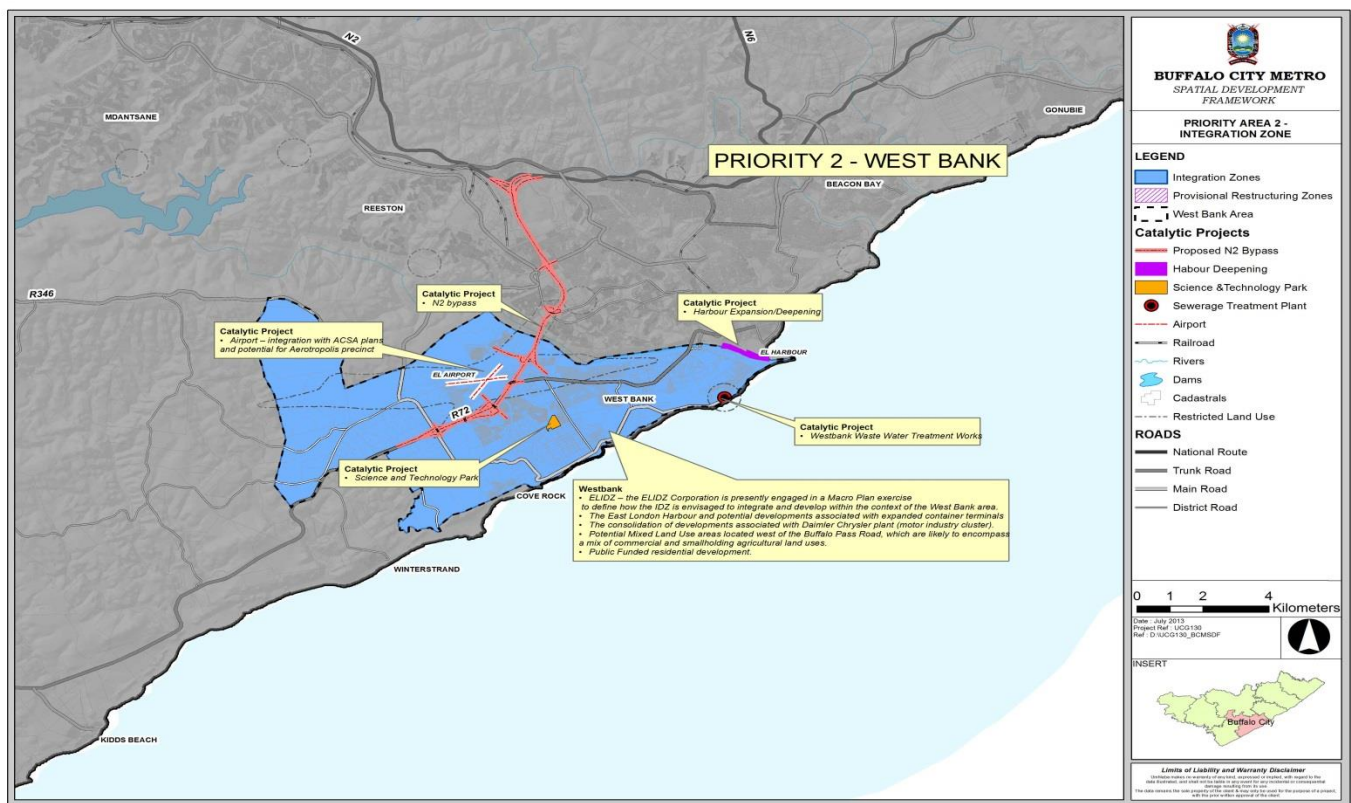 PRIORITY 2 - WEST BANK
N2
N6
MDANTSANE
GONUBIE
BEACON BAY
REESTON
R346
Catalytic Project
• N2 bypass
Catalytic Project
• Harbour Expansion/Deepening
Catalytic Project
• Airport – integration with ACSA plans
and potential for Aerotropolis precinct
EL HARBOUR
EL AIRPORT
WEST BANK
R72
Catalytic Project
• Westbank Waste Water Treatment Works
Catalytic Project
• Science and Technology Park
COVE ROCK
Westbank
• ELIDZ – the ELIDZ Corporation is presently engaged in a Macro Plan exercise
to define how the IDZ is envisaged to integrate and develop within the context of the West Bank area.
• The East London Harbour and potential developments associated with expanded container terminals
• The consolidation of developments associated with Daimler Chrysler plant (motor industry cluster).
• Potential Mixed Land Use areas located west of the Buffalo Pass Road, which are likely to encompass
a mix of commercial and smallholding agricultural land uses.
• Public Funded residential development.
WINTERSTRAND
KIDDS BEACH
BUFFALO CITY METRO
SPATIAL DEVELOPMENT
FRAMEWORK
PRIORITY AREA 2 -
INTEGRATION ZONE
LEGEND
Integration Zones
Provisional Restructuring Zones
West Bank Area
Catalytic Projects
Proposed N2 Bypass
Habour Deepening
Science &Technology Park
Sewerage Treatment Plant
Airport
Railroad
Rivers
Dams
Cadastrals
Restricted Land Use
ROADS
National Route
Trunk Road
Main Road
District Road
0 1 2 4
Kilometers
Date : July 2013
Project Ref : UCG130
Ref : D:\UCG130_BCMSDF
INSERT
Buffalo City
Limits of Liability and Warranty Disclaimer